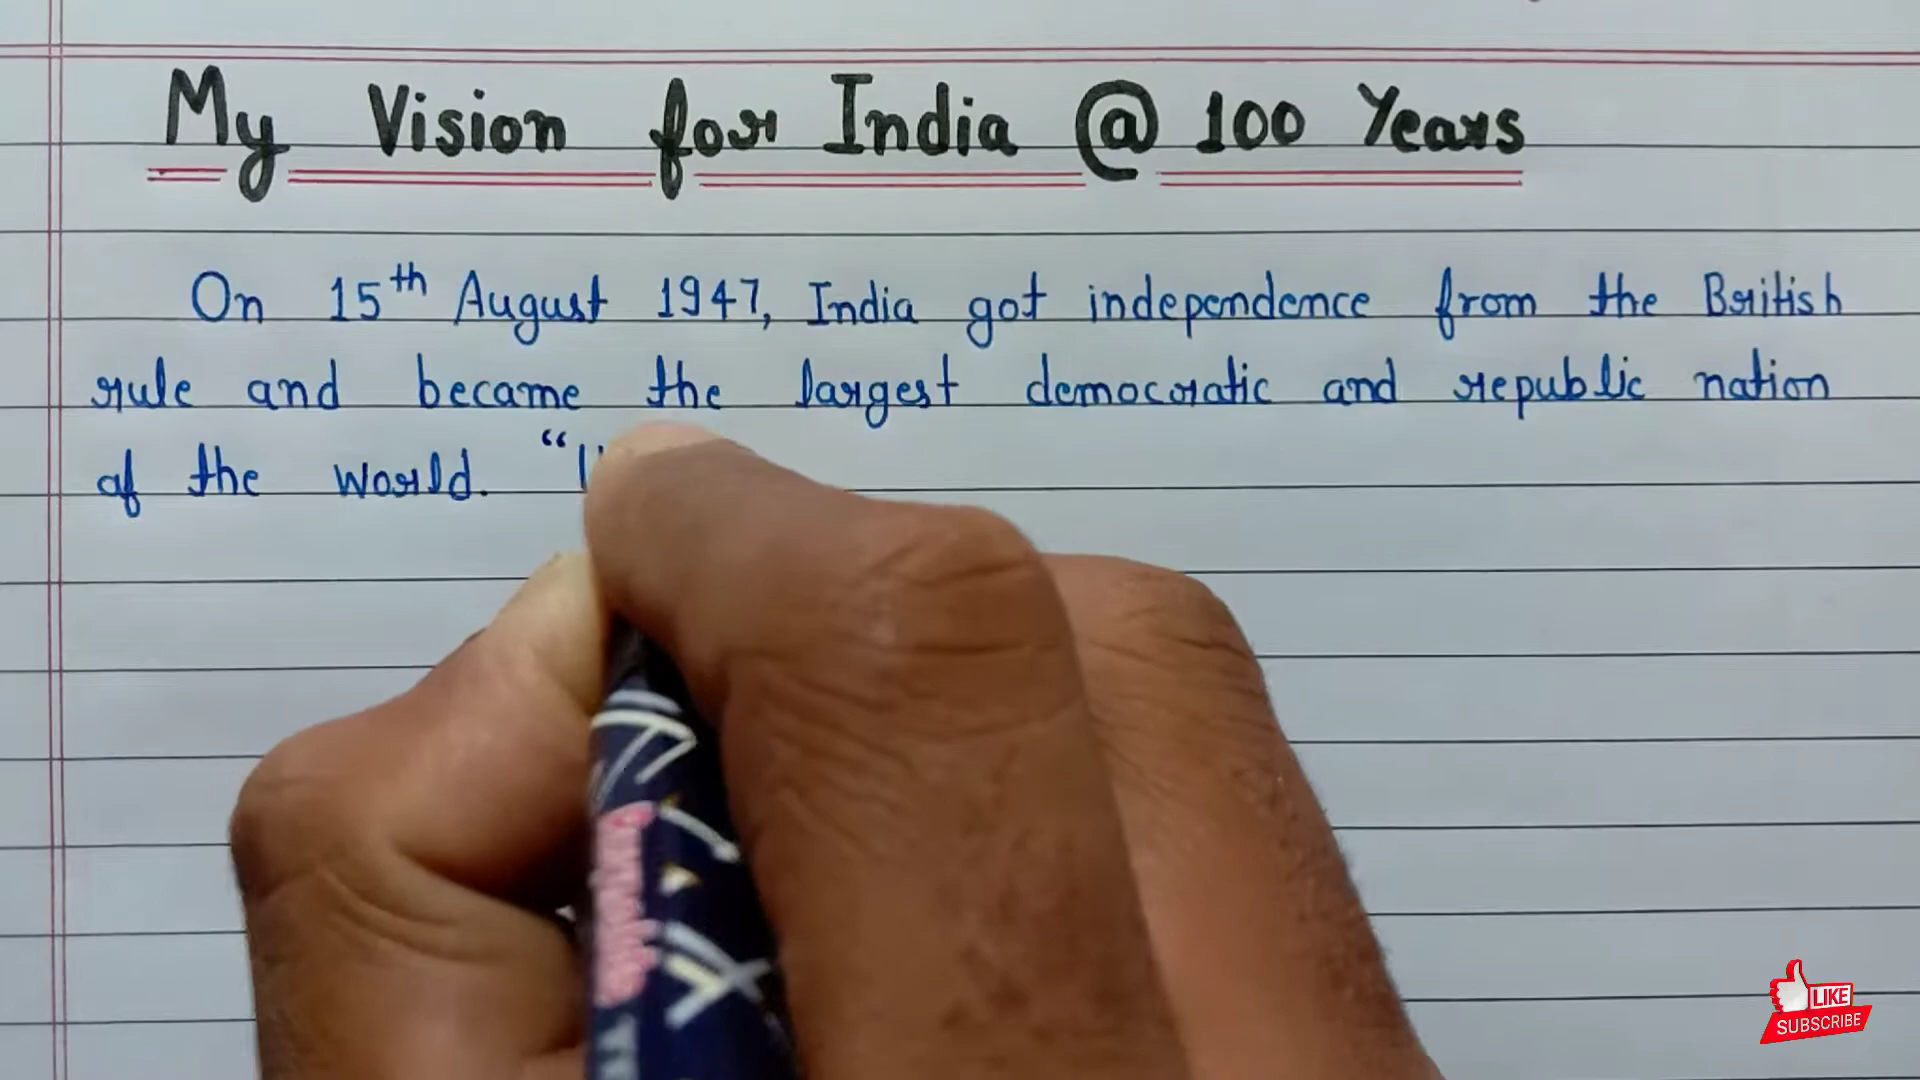 My Vision for India @ 100 Years
On 15th August 1947, India got independence from the British
rule and became the largest democratic and republic nation
of the world. "
LIKE
SUBSCRIBE